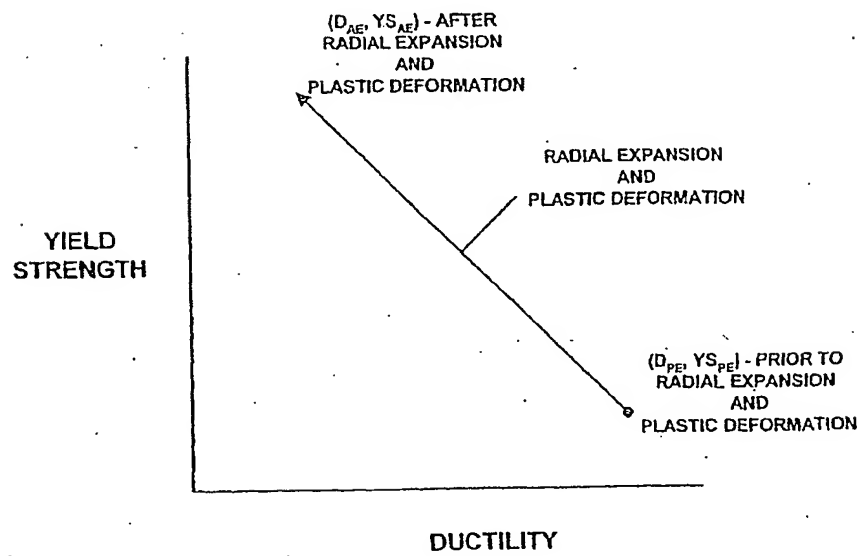 (D_AE, YS_AE) - AFTER
RADIAL EXPANSION
AND
PLASTIC DEFORMATION
RADIAL EXPANSION
AND
PLASTIC DEFORMATION
YIELD
STRENGTH
(D_PE, YS_PE) - PRIOR TO
RADIAL EXPANSION
AND
PLASTIC DEFORMATION
DUCTILITY